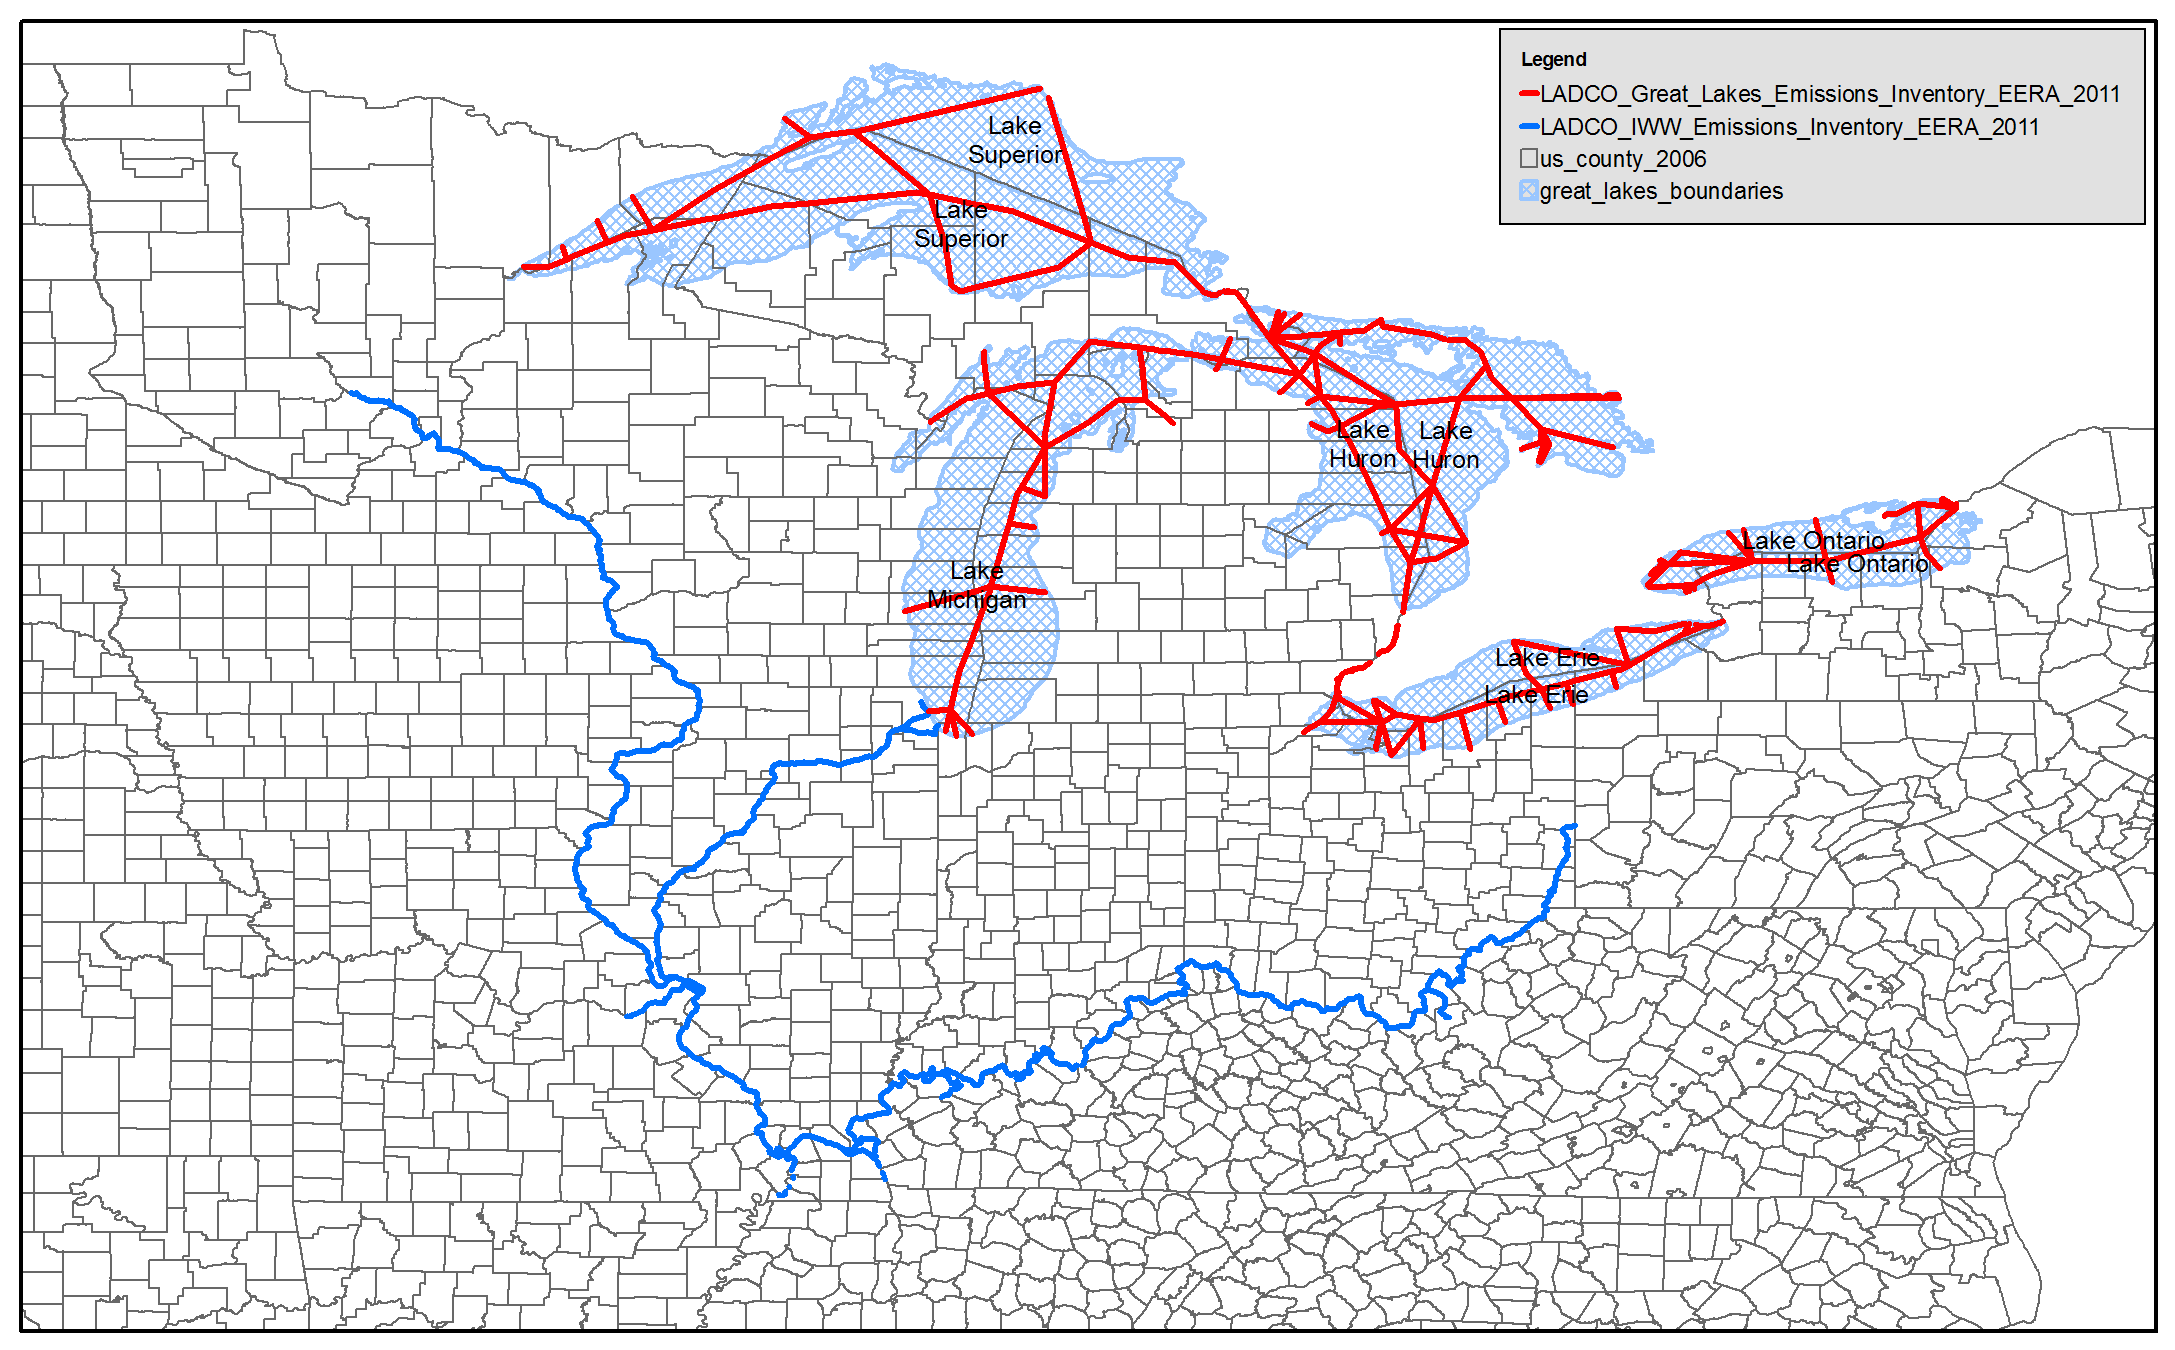 Legend
LADCO_Great_Lakes_Emissions_Inventory_EERA_2011
LADCO_IWW_Emissions_Inventory_EERA_2011
us_county_2006
great_lakes_boundaries
Lake
Superior
Lake
Superior
Lake
Huron
Lake
Huron
Lake Ontario
Lake Ontario
Lake
Michigan
Lake Erie
Lake Erie